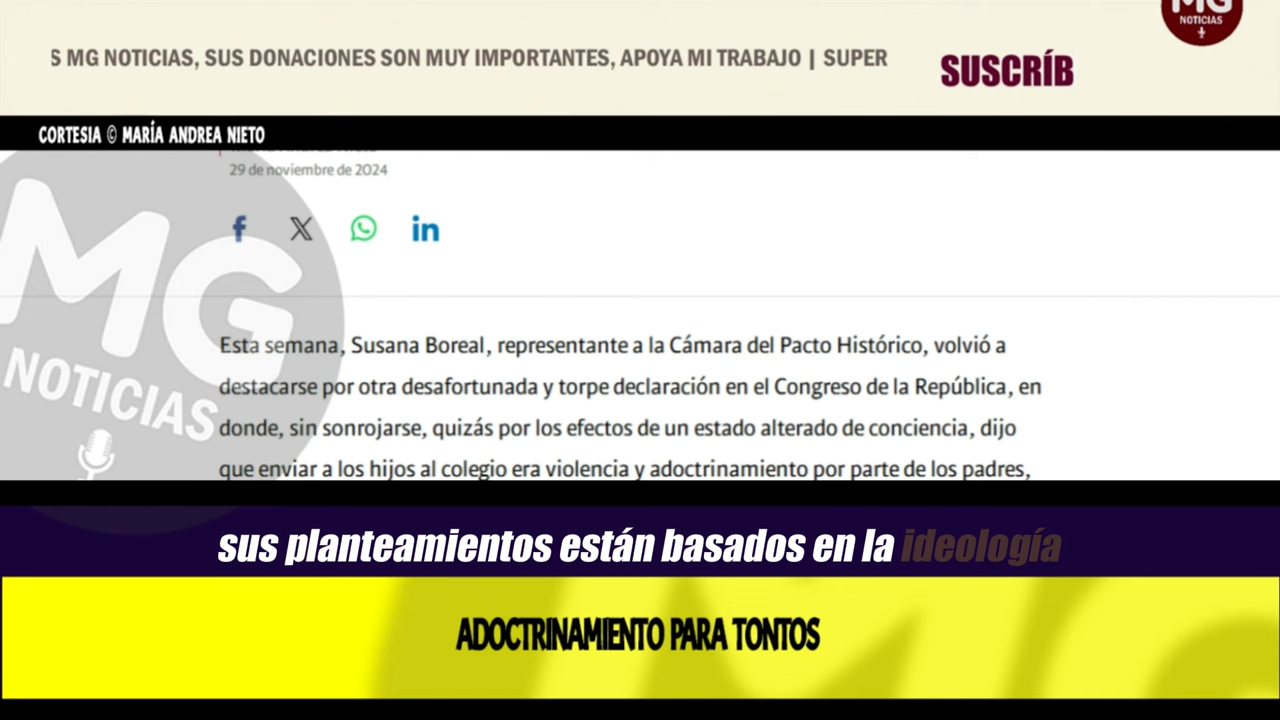 S MG NOTICIAS, SUS DONACIONES SON MUY IMPORTANTES, APOYA MI TRABAJO | SUPER
SUSCRÍB
MG
NOTICIAS
CORTESIA © MARÍA ANDREA NIETO
29 de noviembre de 2024
MG
NOTICIAS
Esta semana, Susana Boreal, representante a la Cámara del Pacto Histórico, volvió a
destacarse por otra desafortunada y torpe declaración en el Congreso de la República, en
donde, sin sonrojarse, quizás por los efectos de un estado alterado de conciencia, dijo
que enviar a los hijos al colegio era violencia y adoctrinamiento por parte de los padres,
sus planteamientos están basados en la ideología
ADOCTRINAMIENTO PARA TONTOS